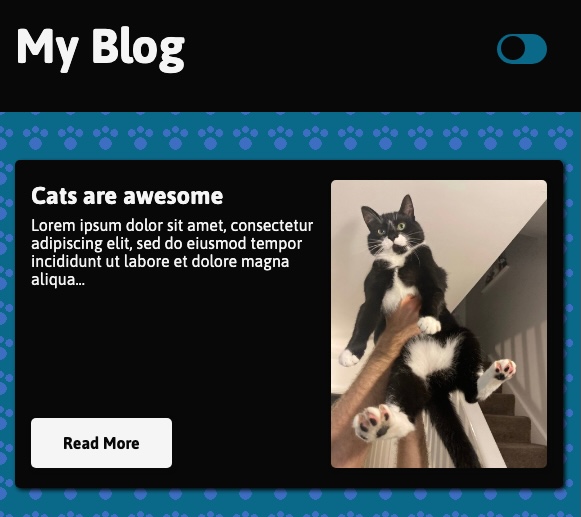 My Blog
Cats are awesome
Lorem ipsum dolor sit amet, consectetur
adipiscing elit, sed do eiusmod tempor
incididunt ut labore et dolore magna
aliqua...
Read More